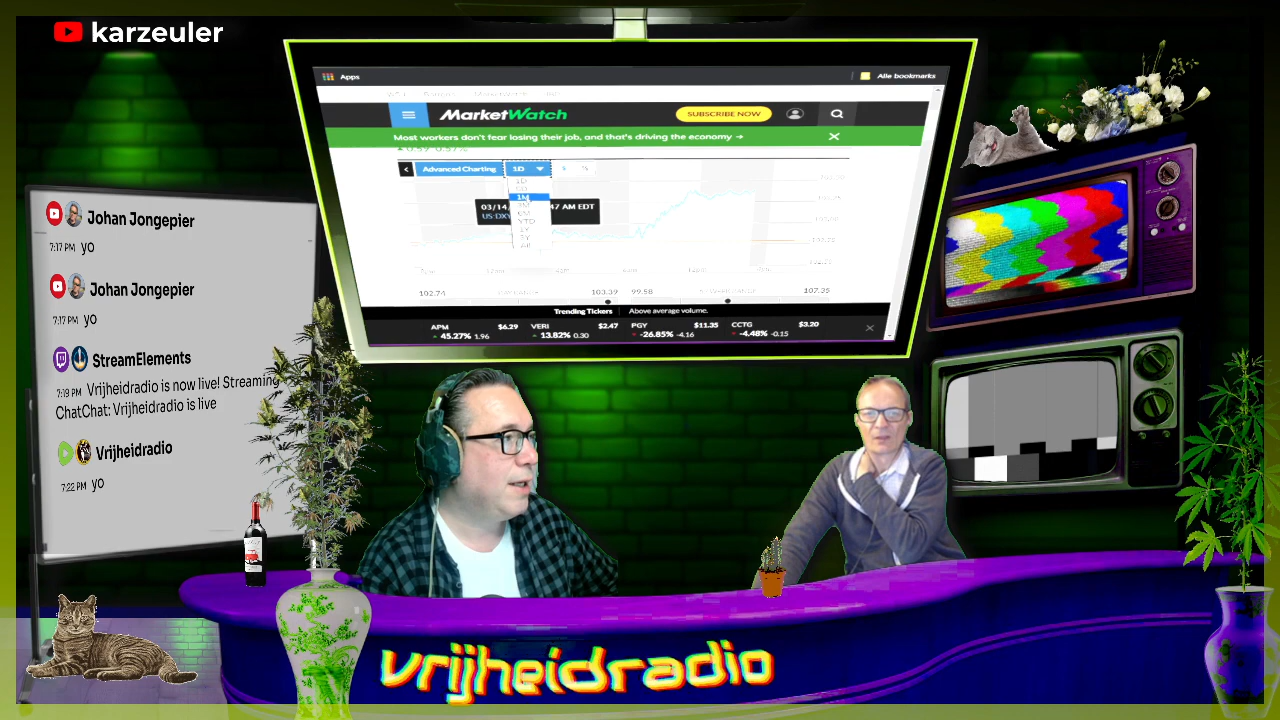 karzeuler
Apps
Alle bookmarks
MarketWatch
SUBSCRIBE NOW
Most workers don't fear losing their job, and that's driving the economy →
Advanced Charting
1D
1M
YTD
102.74
103.39
99.58
107.35
Trending Tickers
Above average volume.
APM $6.29
45.27% 1.96
VERI $2.47
13.82% 0.30
PGY $11.35
-26.85% -4.16
CCTG $3.20
-4.48% -0.15
Johan Jongepier
7:17 PM yo
Johan Jongepier
7:17 PM yo
StreamElements
7:19 PM Vrijheidradio is now live! Streaming
ChatChat: Vrijheidradio is live
Vrijheidradio
7:22 PM yo
vrijheidradio